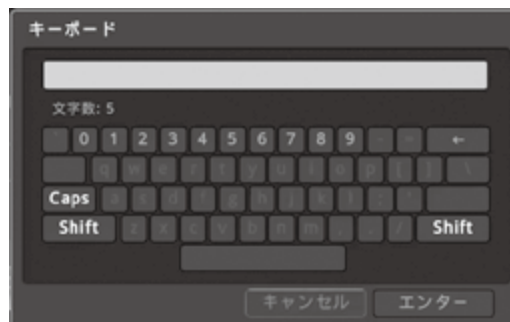 キーボード
文字数: 5
` 0 1 2 3 4 5 6 7 8 9 - = ←
q w e r t y u i o p [ ] \
Caps a s d f g h j k l ; '
Shift z x c v b n m , . / Shift
キャンセル エンター